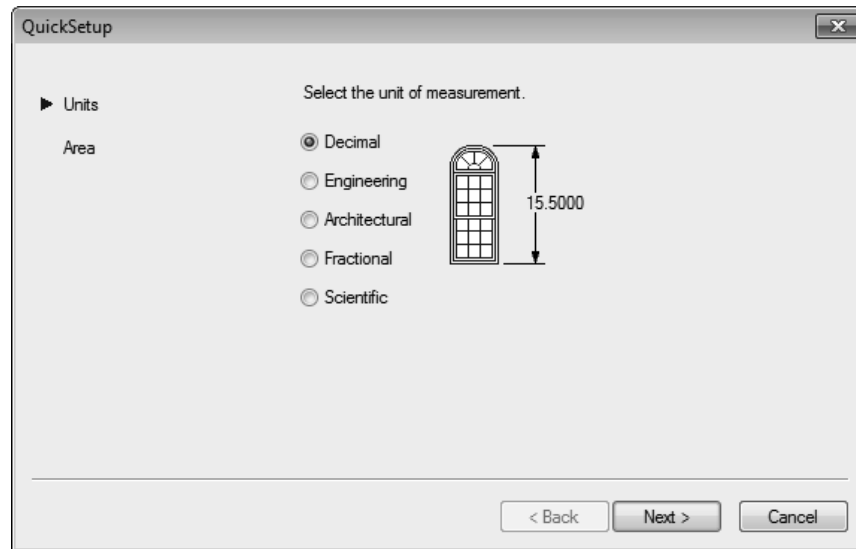 QuickSetup
Units
Area
Select the unit of measurement.
Decimal
Engineering
Architectural
Fractional
Scientific
15.5000
< Back
Next >
Cancel